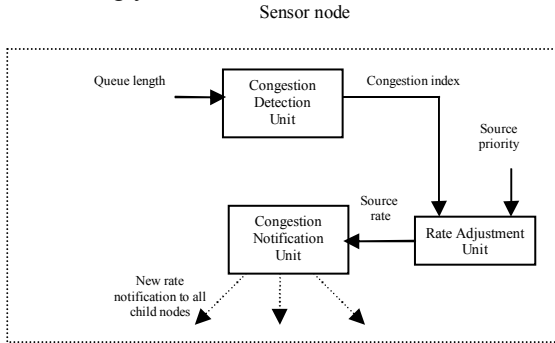 Sensor node
Queue length
Congestion
Detection
Unit
Congestion index
Source
priority
Source
rate
Congestion
Notification
Unit
Rate Adjustment
Unit
New rate
notification to all
child nodes